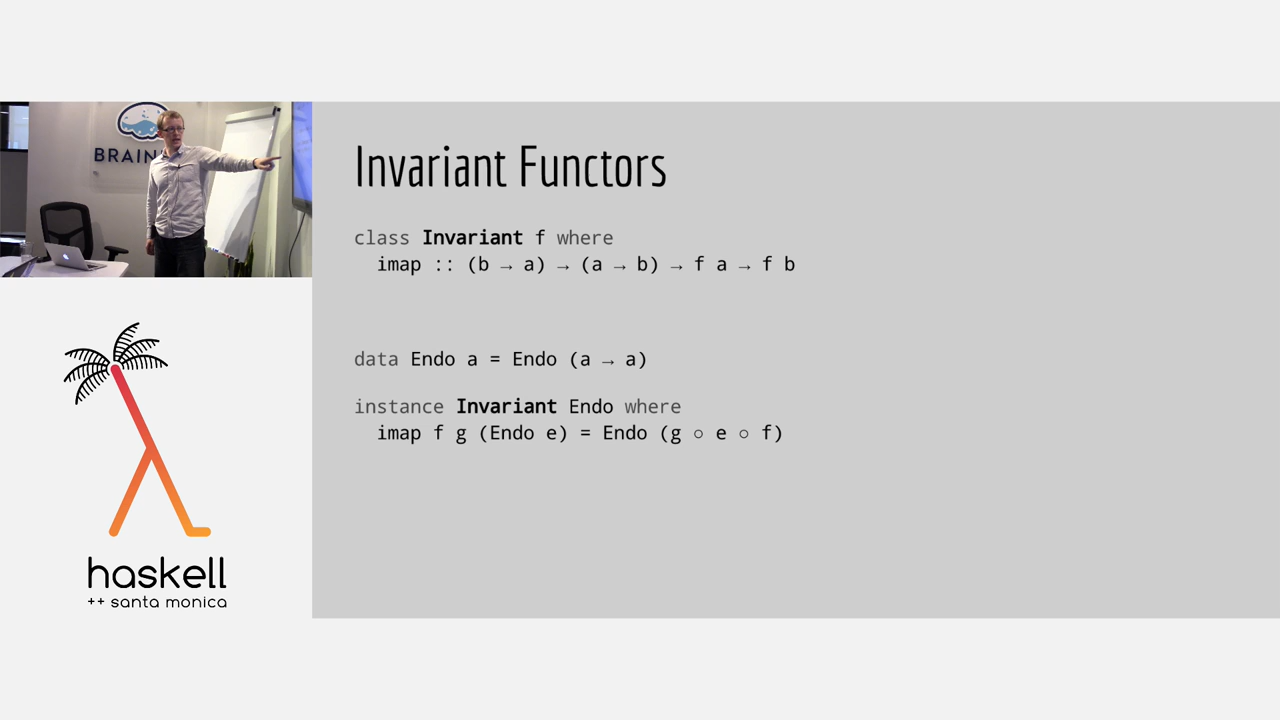 BRAIN
Invariant Functors
class Invariant f where
imap :: (b → a) → (a → b) → f a → f b
data Endo a = Endo (a → a)
instance Invariant Endo where
imap f g (Endo e) = Endo (g ○ e ○ f)
haskell
++ santa monica